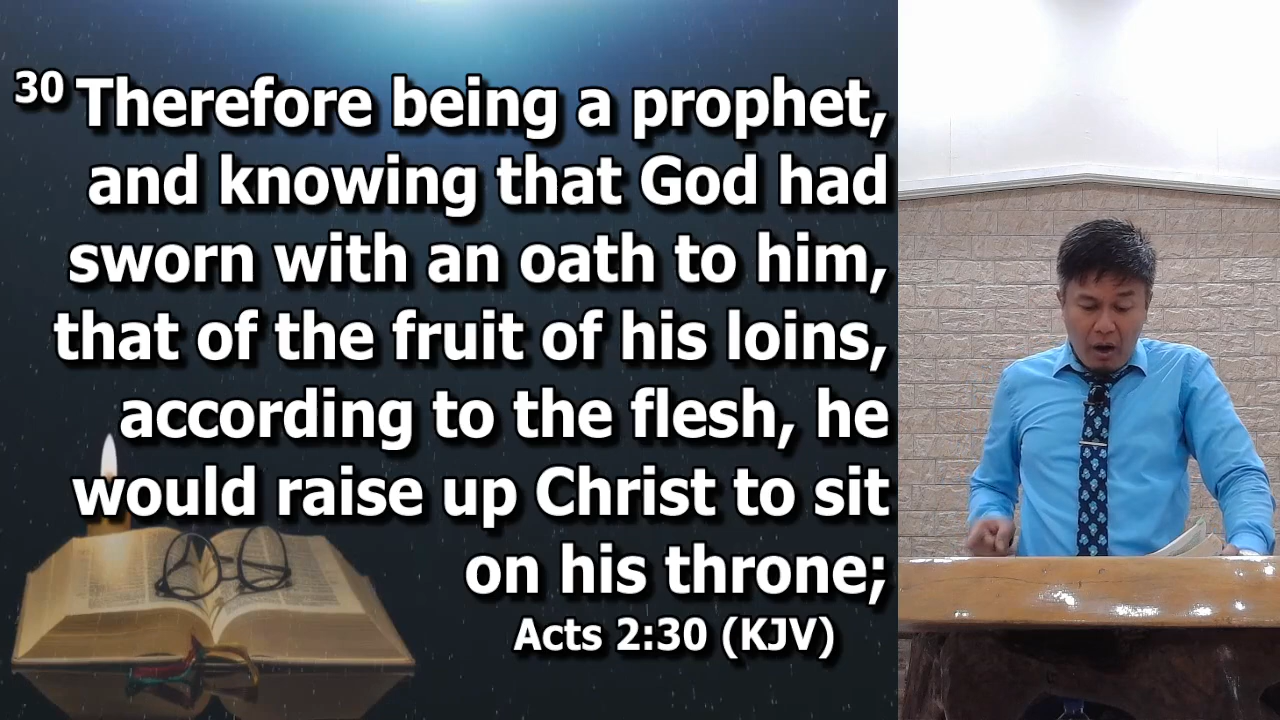 30 Therefore being a prophet,
and knowing that God had
sworn with an oath to him,
that of the fruit of his loins,
according to the flesh, he
would raise up Christ to sit
on his throne;
Acts 2:30 (KJV)